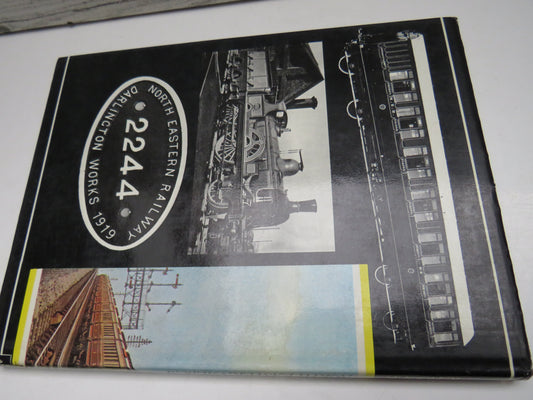 NORTH EASTERN RAILWAY
2244
DARLINGTON WORKS 1919